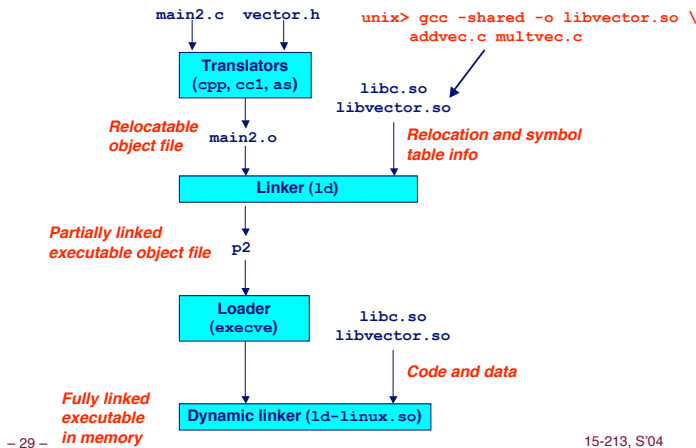 main2.c vector.h
unix> gcc -shared -o libvector.so \
addvec.c multvec.c
Translators
(cpp, cc1, as)
libc.so
libvector.so
Relocatable
object file
main2.o
Relocation and symbol
table info
Linker (ld)
Partially linked
executable object file
p2
Loader
(execve)
libc.so
libvector.so
Code and data
Fully linked
executable
in memory
Dynamic linker (ld-linux.so)
– 29 –
15-213, S'04